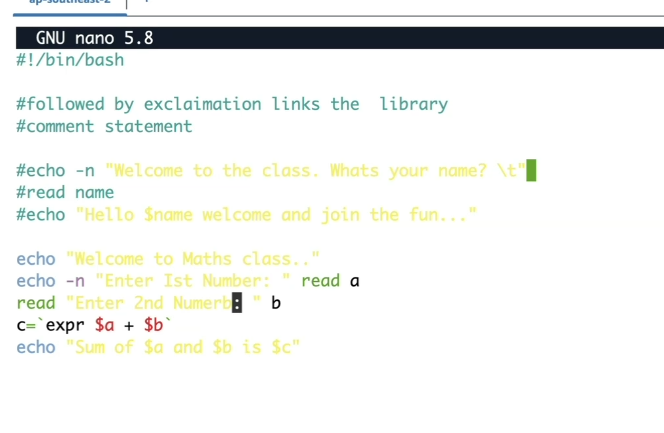 ap-southeast-2
GNU nano 5.8
#!/bin/bash
#followed by exclaimation links the  library
#comment statement
#echo -n "Welcome to the class. Whats your name? \t"
#read name
#echo "Hello $name welcome and join the fun..."
echo "Welcome to Maths class.."
echo -n "Enter Ist Number: " read a
read "Enter 2nd Numerb: " b
c=`expr $a + $b`
echo "Sum of $a and $b is $c"